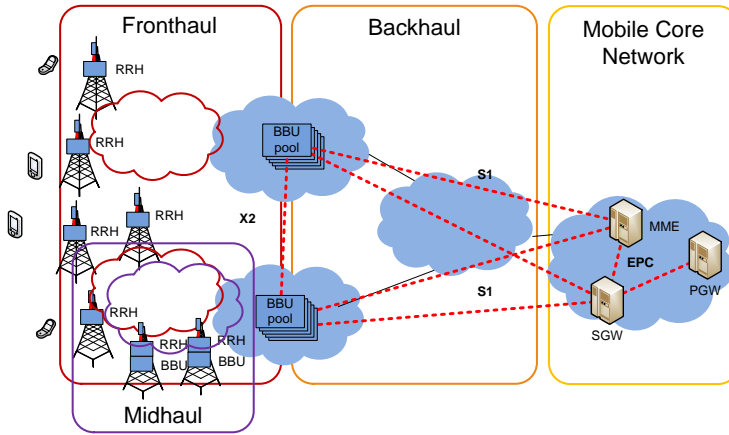 Fronthaul
Backhaul
Mobile Core
Network
RRH
RRH
RRH
RRH
RRH
RRH
BBU
RRH
BBU
BBU
pool
BBU
pool
X2
S1
S1
MME
EPC
PGW
SGW
Midhaul